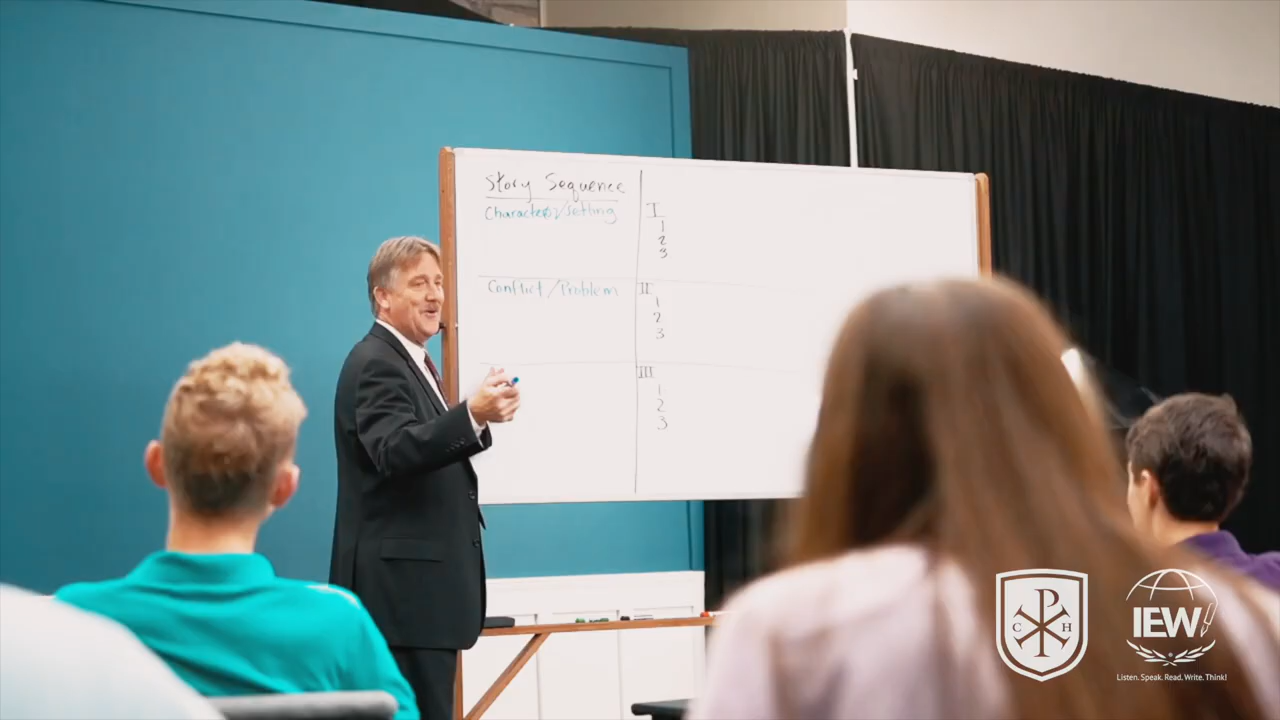 Story Sequence
Characters/Setting
I
1
2
3
Conflict/Problem
II
1
2
3
III
1
2
3
P
C H
IEW
Listen. Speak. Read. Write. Think!